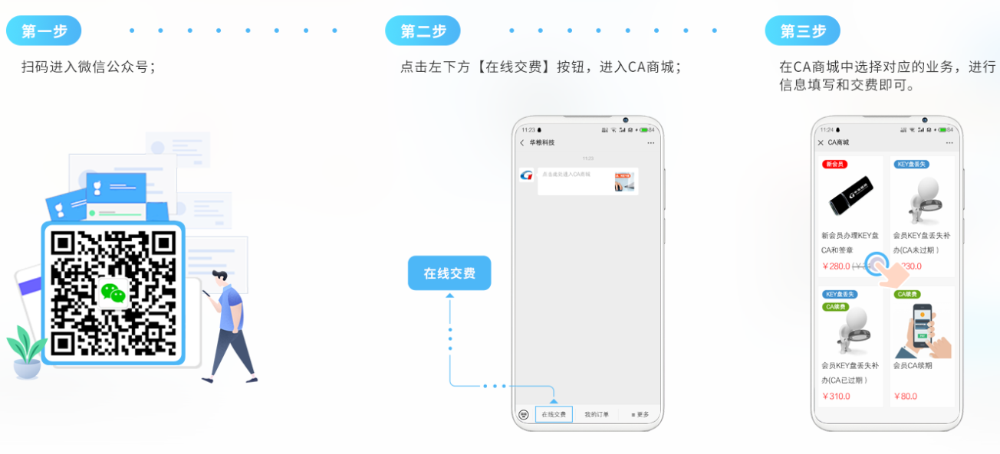 第一步
扫码进入微信公众号；
第二步
点击左下方【在线交费】按钮，进入CA商城；
在线交费
11:23
84
华粮科技
11:23
点击此处进入CA商城
在线交费
我的订单
≡ 更多
第三步
在CA商城中选择对应的业务，进行
信息填写和交费即可。
11:24
84
CA商城
新会员
新会员办理KEY盘
CA和签章
￥280.0
KEY盘丢失
会员KEY盘丢失补
办(CA未过期）
230.0
KEY盘丢失
CA续费
会员KEY盘丢失补
办(CA已过期）
￥310.0
CA续费
会员CA续期
￥80.0